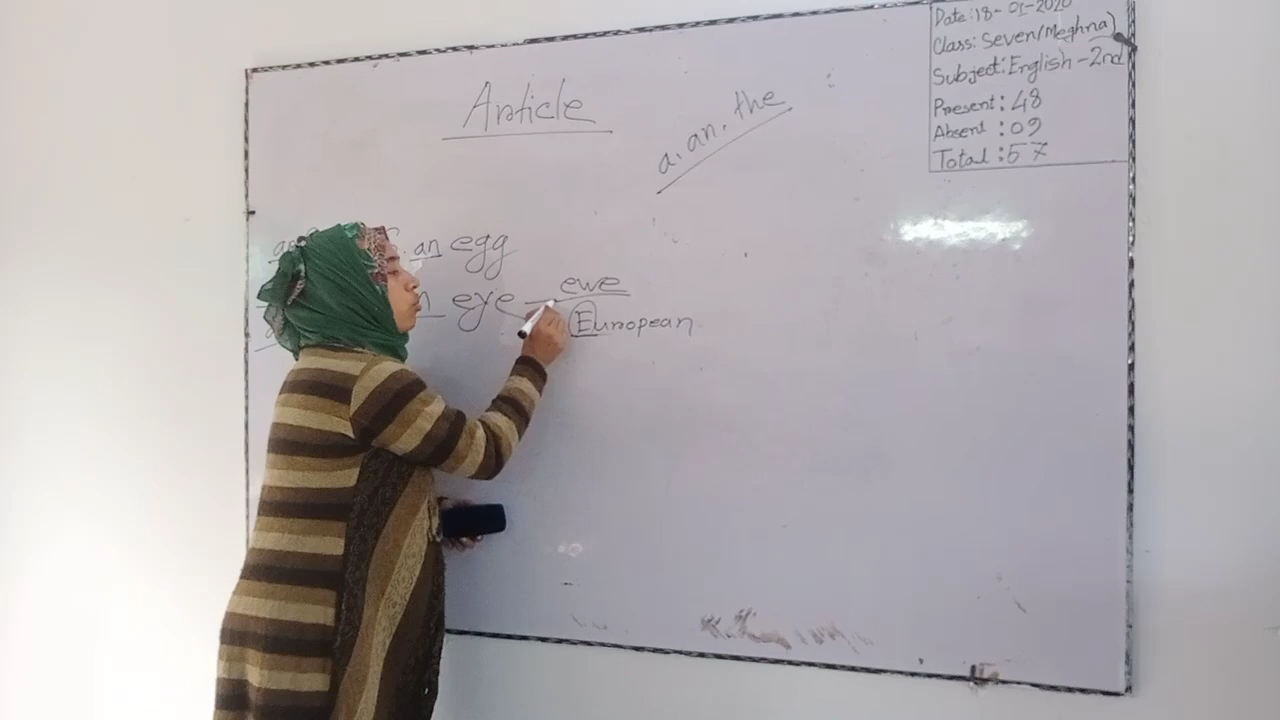 Date: 18-01-2020
Class: Seven (Meghna)
Subject: English - 2nd
Present: 48
Absent: 09
Total: 57
Article
a, an, the
an egg
eye - ewe
European